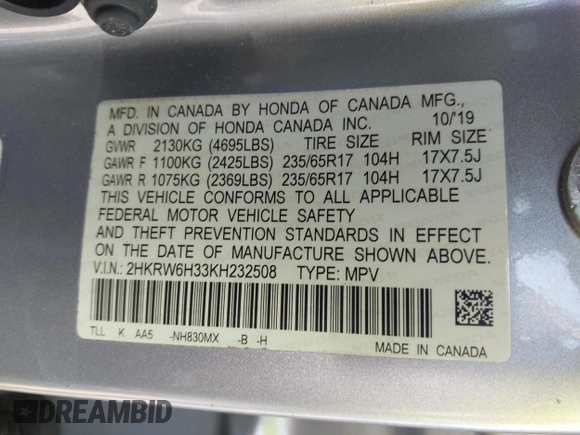 MFD. IN CANADA BY HONDA OF CANADA MFG.,
A DIVISION OF HONDA CANADA INC. 10/'19
GVWR 2130KG (4695LBS) TIRE SIZE RIM SIZE
GAWR F 1100KG (2425LBS) 235/65R17 104H 17X7.5J
GAWR R 1075KG (2369LBS) 235/65R17 104H 17X7.5J
THIS VEHICLE CONFORMS TO ALL APPLICABLE
FEDERAL MOTOR VEHICLE SAFETY
AND THEFT PREVENTION STANDARDS IN EFFECT
ON THE DATE OF MANUFACTURE SHOWN ABOVE.
V.I.N.: 2HKRW6H33KH232508 TYPE: MPV
TLL K AA5 -NH830MX -B -H
MADE IN CANADA
DREAMBID